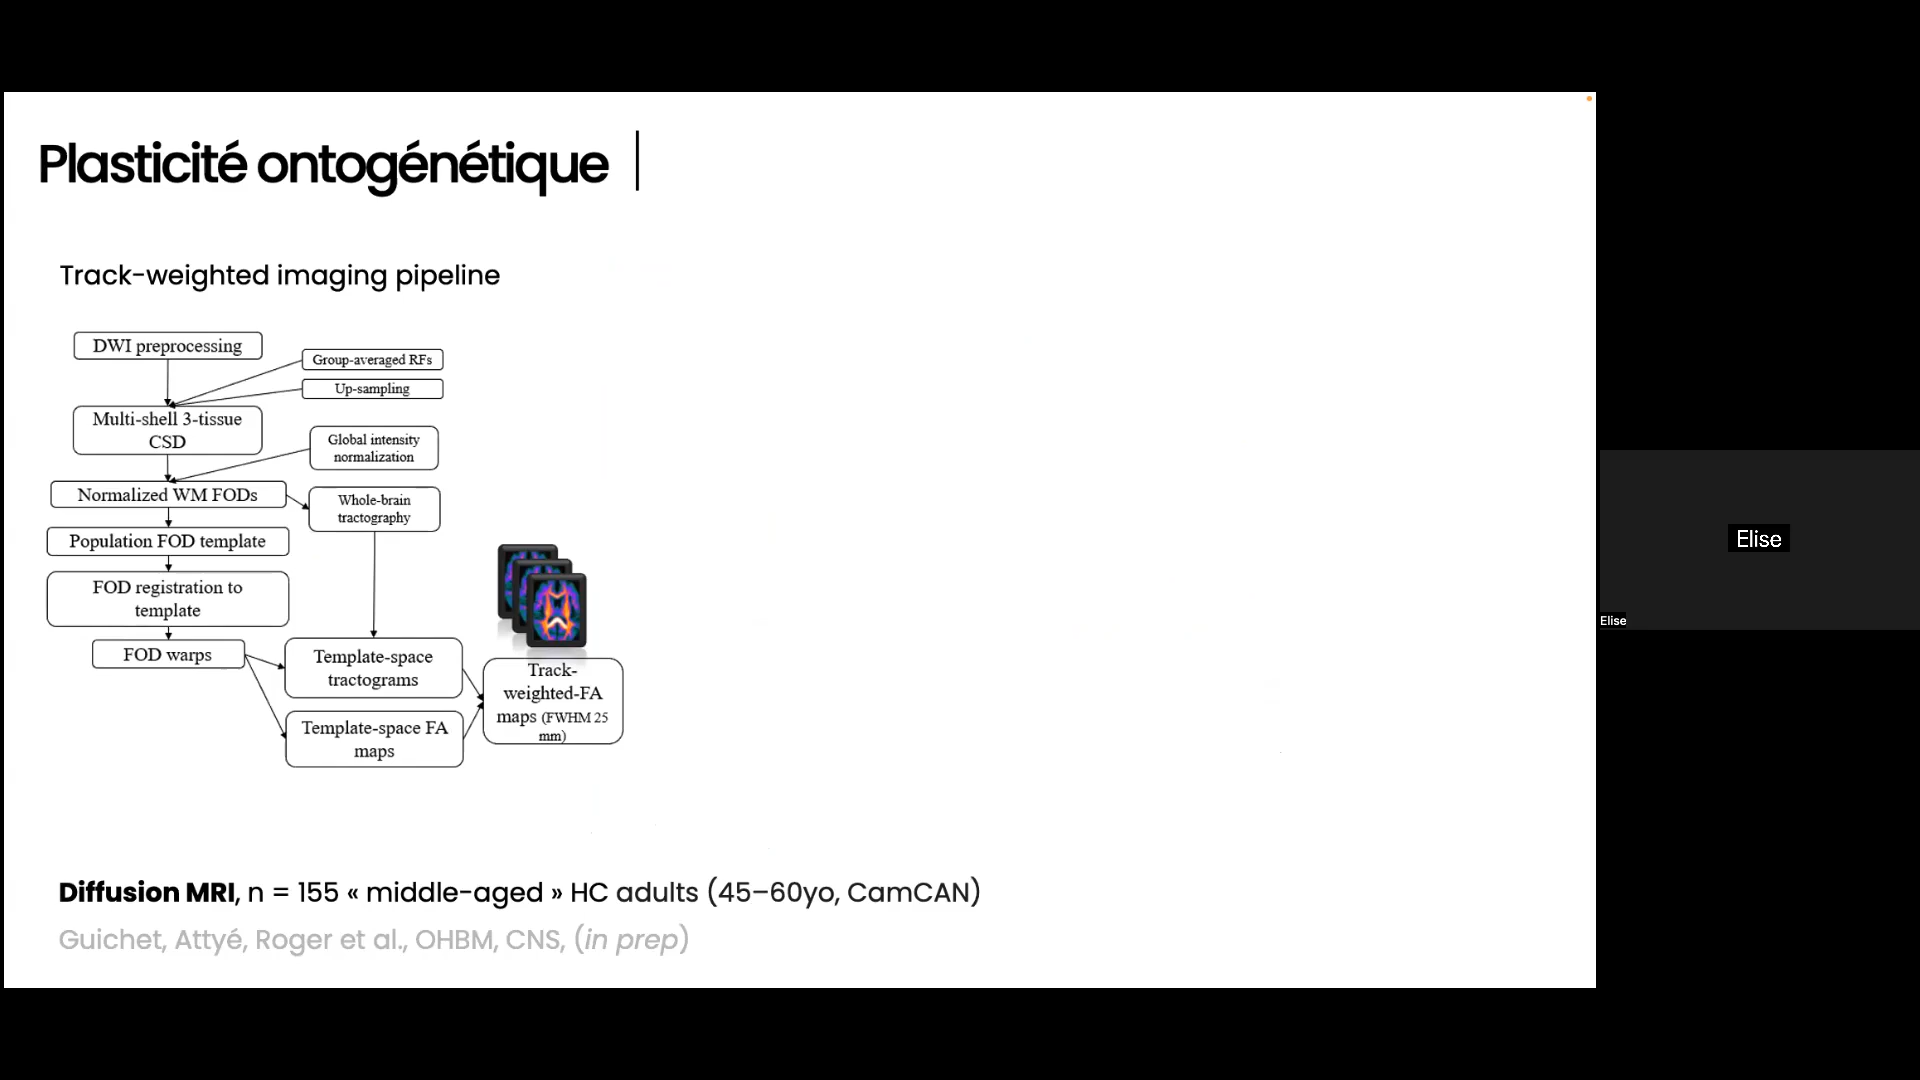 Plasticité ontogénétique
Track-weighted imaging pipeline
DWI preprocessing
Group-averaged RFs
Up-sampling
Multi-shell 3-tissue
CSD
Global intensity
normalization
Normalized WM FODs
Whole-brain
tractography
Population FOD template
FOD registration to
template
FOD warps
Template-space
tractograms
Template-space FA
maps
Track-
weighted-FA
maps (FWHM 25
mm)
Diffusion MRI, n = 155 « middle-aged » HC adults (45–60yo, CamCAN)
Guichet, Attyé, Roger et al., OHBM, CNS, (in prep)
Elise
Elise